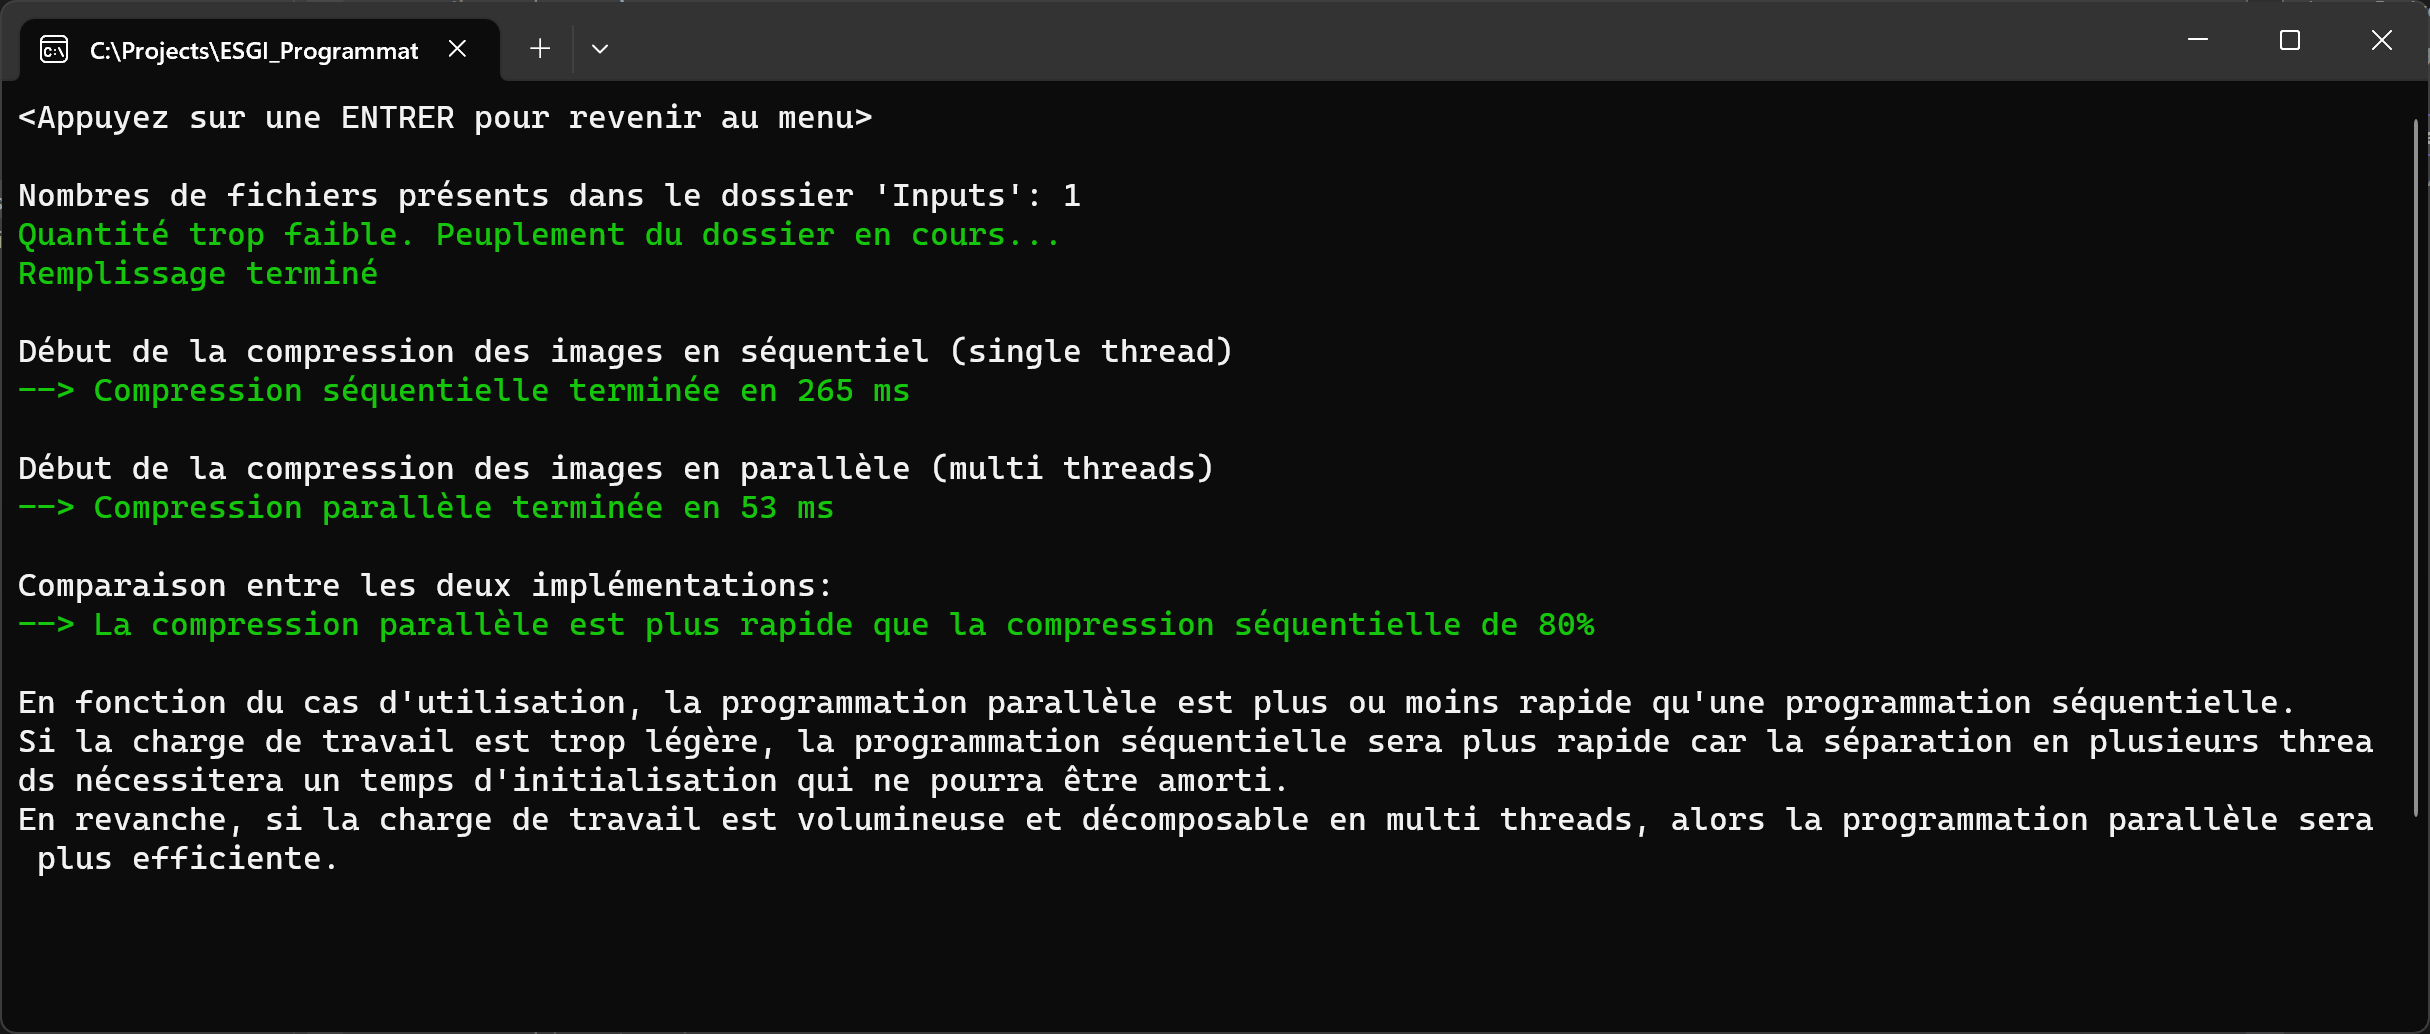 C:\Projects\ESGI_Programmat
<Appuyez sur une ENTRER pour revenir au menu>
Nombres de fichiers présents dans le dossier 'Inputs': 1
Quantité trop faible. Peuplement du dossier en cours...
Remplissage terminé
Début de la compression des images en séquentiel (single thread)
--> Compression séquentielle terminée en 265 ms
Début de la compression des images en parallèle (multi threads)
--> Compression parallèle terminée en 53 ms
Comparaison entre les deux implémentations:
--> La compression parallèle est plus rapide que la compression séquentielle de 80%
En fonction du cas d'utilisation, la programmation parallèle est plus ou moins rapide qu'une programmation séquentielle.
Si la charge de travail est trop légère, la programmation séquentielle sera plus rapide car la séparation en plusieurs threa
ds nécessitera un temps d'initialisation qui ne pourra être amorti.
En revanche, si la charge de travail est volumineuse et décomposable en multi threads, alors la programmation parallèle sera
plus efficiente.